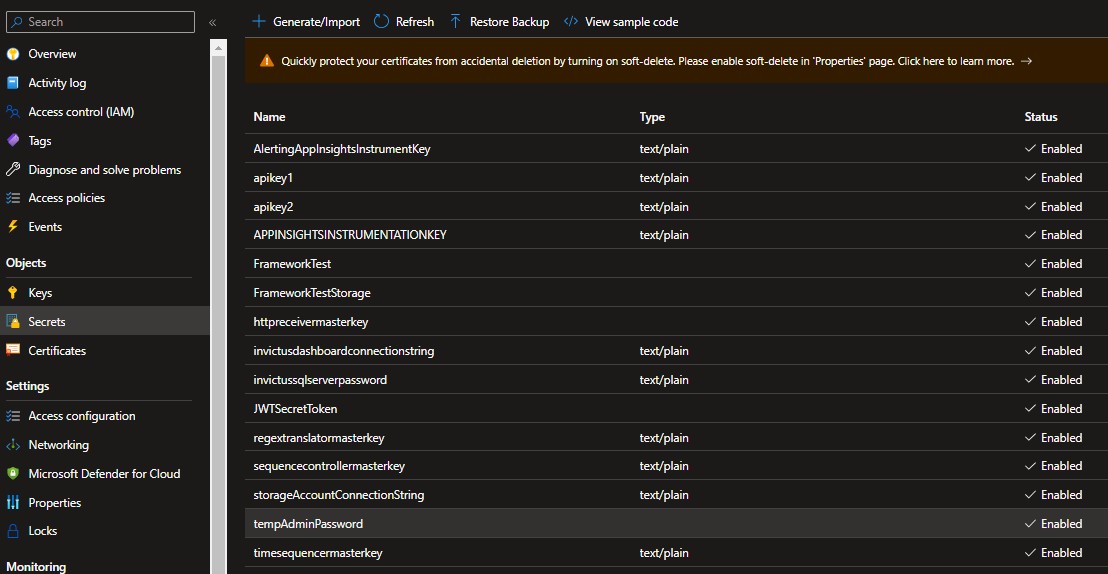 Search
«
Generate/Import Refresh Restore Backup View sample code
Overview
Activity log
Access control (IAM)
Tags
Diagnose and solve problems
Access policies
Events
Objects
Keys
Secrets
Certificates
Settings
Access configuration
Networking
Microsoft Defender for Cloud
Properties
Locks
Monitoring
Quickly protect your certificates from accidental deletion by turning on soft-delete. Please enable soft-delete in 'Properties' page. Click here to learn more. →
Name Type Status
AlertingAppInsightsInstrumentKey text/plain Enabled
apikey1 text/plain Enabled
apikey2 text/plain Enabled
APPINSIGHTSINSTRUMENTATIONKEY text/plain Enabled
FrameworkTest Enabled
FrameworkTestStorage Enabled
httpreceivermasterkey Enabled
invictusdashboardconnectionstring text/plain Enabled
invictussqlserverpassword text/plain Enabled
JWTSecretToken Enabled
regextranslatormasterkey text/plain Enabled
sequencecontrollermasterkey text/plain Enabled
storageAccountConnectionString text/plain Enabled
tempAdminPassword Enabled
timesequencermasterkey text/plain Enabled